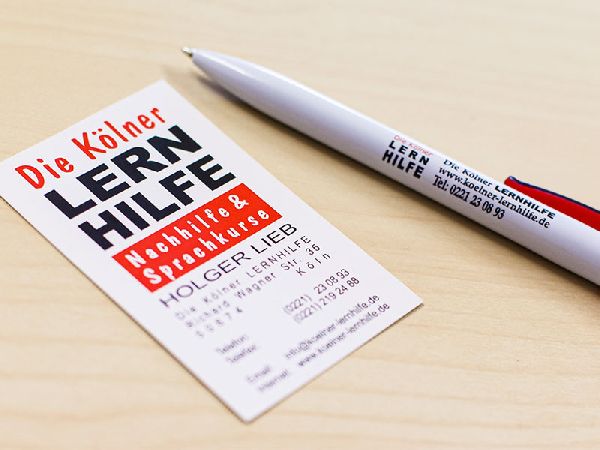 Die Kölner
LERN
HILFE
Nachhilfe &
Sprachkurse
HOLGER LIEB
Die Kölner LERNHILFE
Richard Wagner Str. 36
50674 Köln
Telefon: (0221) 23 08 93
Telefax: (0221) 219 24 88
Email: info@koelner-lernhilfe.de
Internet: www.koelner-lernhilfe.de
Die Kölner
LERN
HILFE
Die Kölner LERNHILFE
www.koelner-lernhilfe.de
Tel: 0221 23 08 93